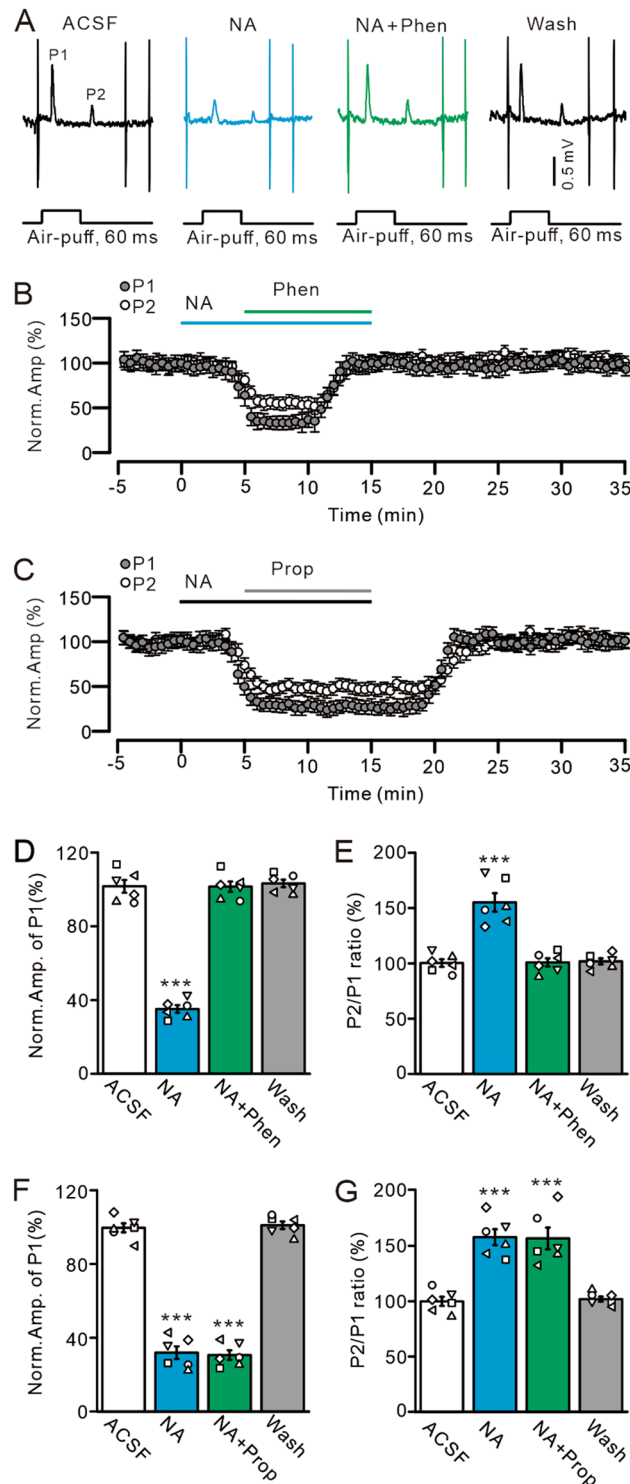 A
ACSF
NA
NA+Phen
Wash
P1
P2
0.5 mV
Air-puff, 60 ms
Air-puff, 60 ms
Air-puff, 60 ms
Air-puff, 60 ms
B
P1
P2
NA
Phen
Norm.Amp (%)
150
100
50
0
-5 0 5 10 15 20 25 30 35
Time (min)
C
P1
P2
NA
Prop
Norm.Amp (%)
150
100
50
0
-5 0 5 10 15 20 25 30 35
Time (min)
D
Norm.Amp. of P1(%)
120
80
40
0
***
ACSF
NA
NA+Phen
Wash
E
P2/P1 ratio (%)
200
150
100
50
0
***
ACSF
NA
NA+Phen
Wash
F
Norm.Amp. of P1(%)
120
80
40
0
***
***
ACSF
NA
NA+Prop
Wash
G
P2/P1 ratio (%)
200
150
100
50
0
***
***
ACSF
NA
NA+Prop
Wash